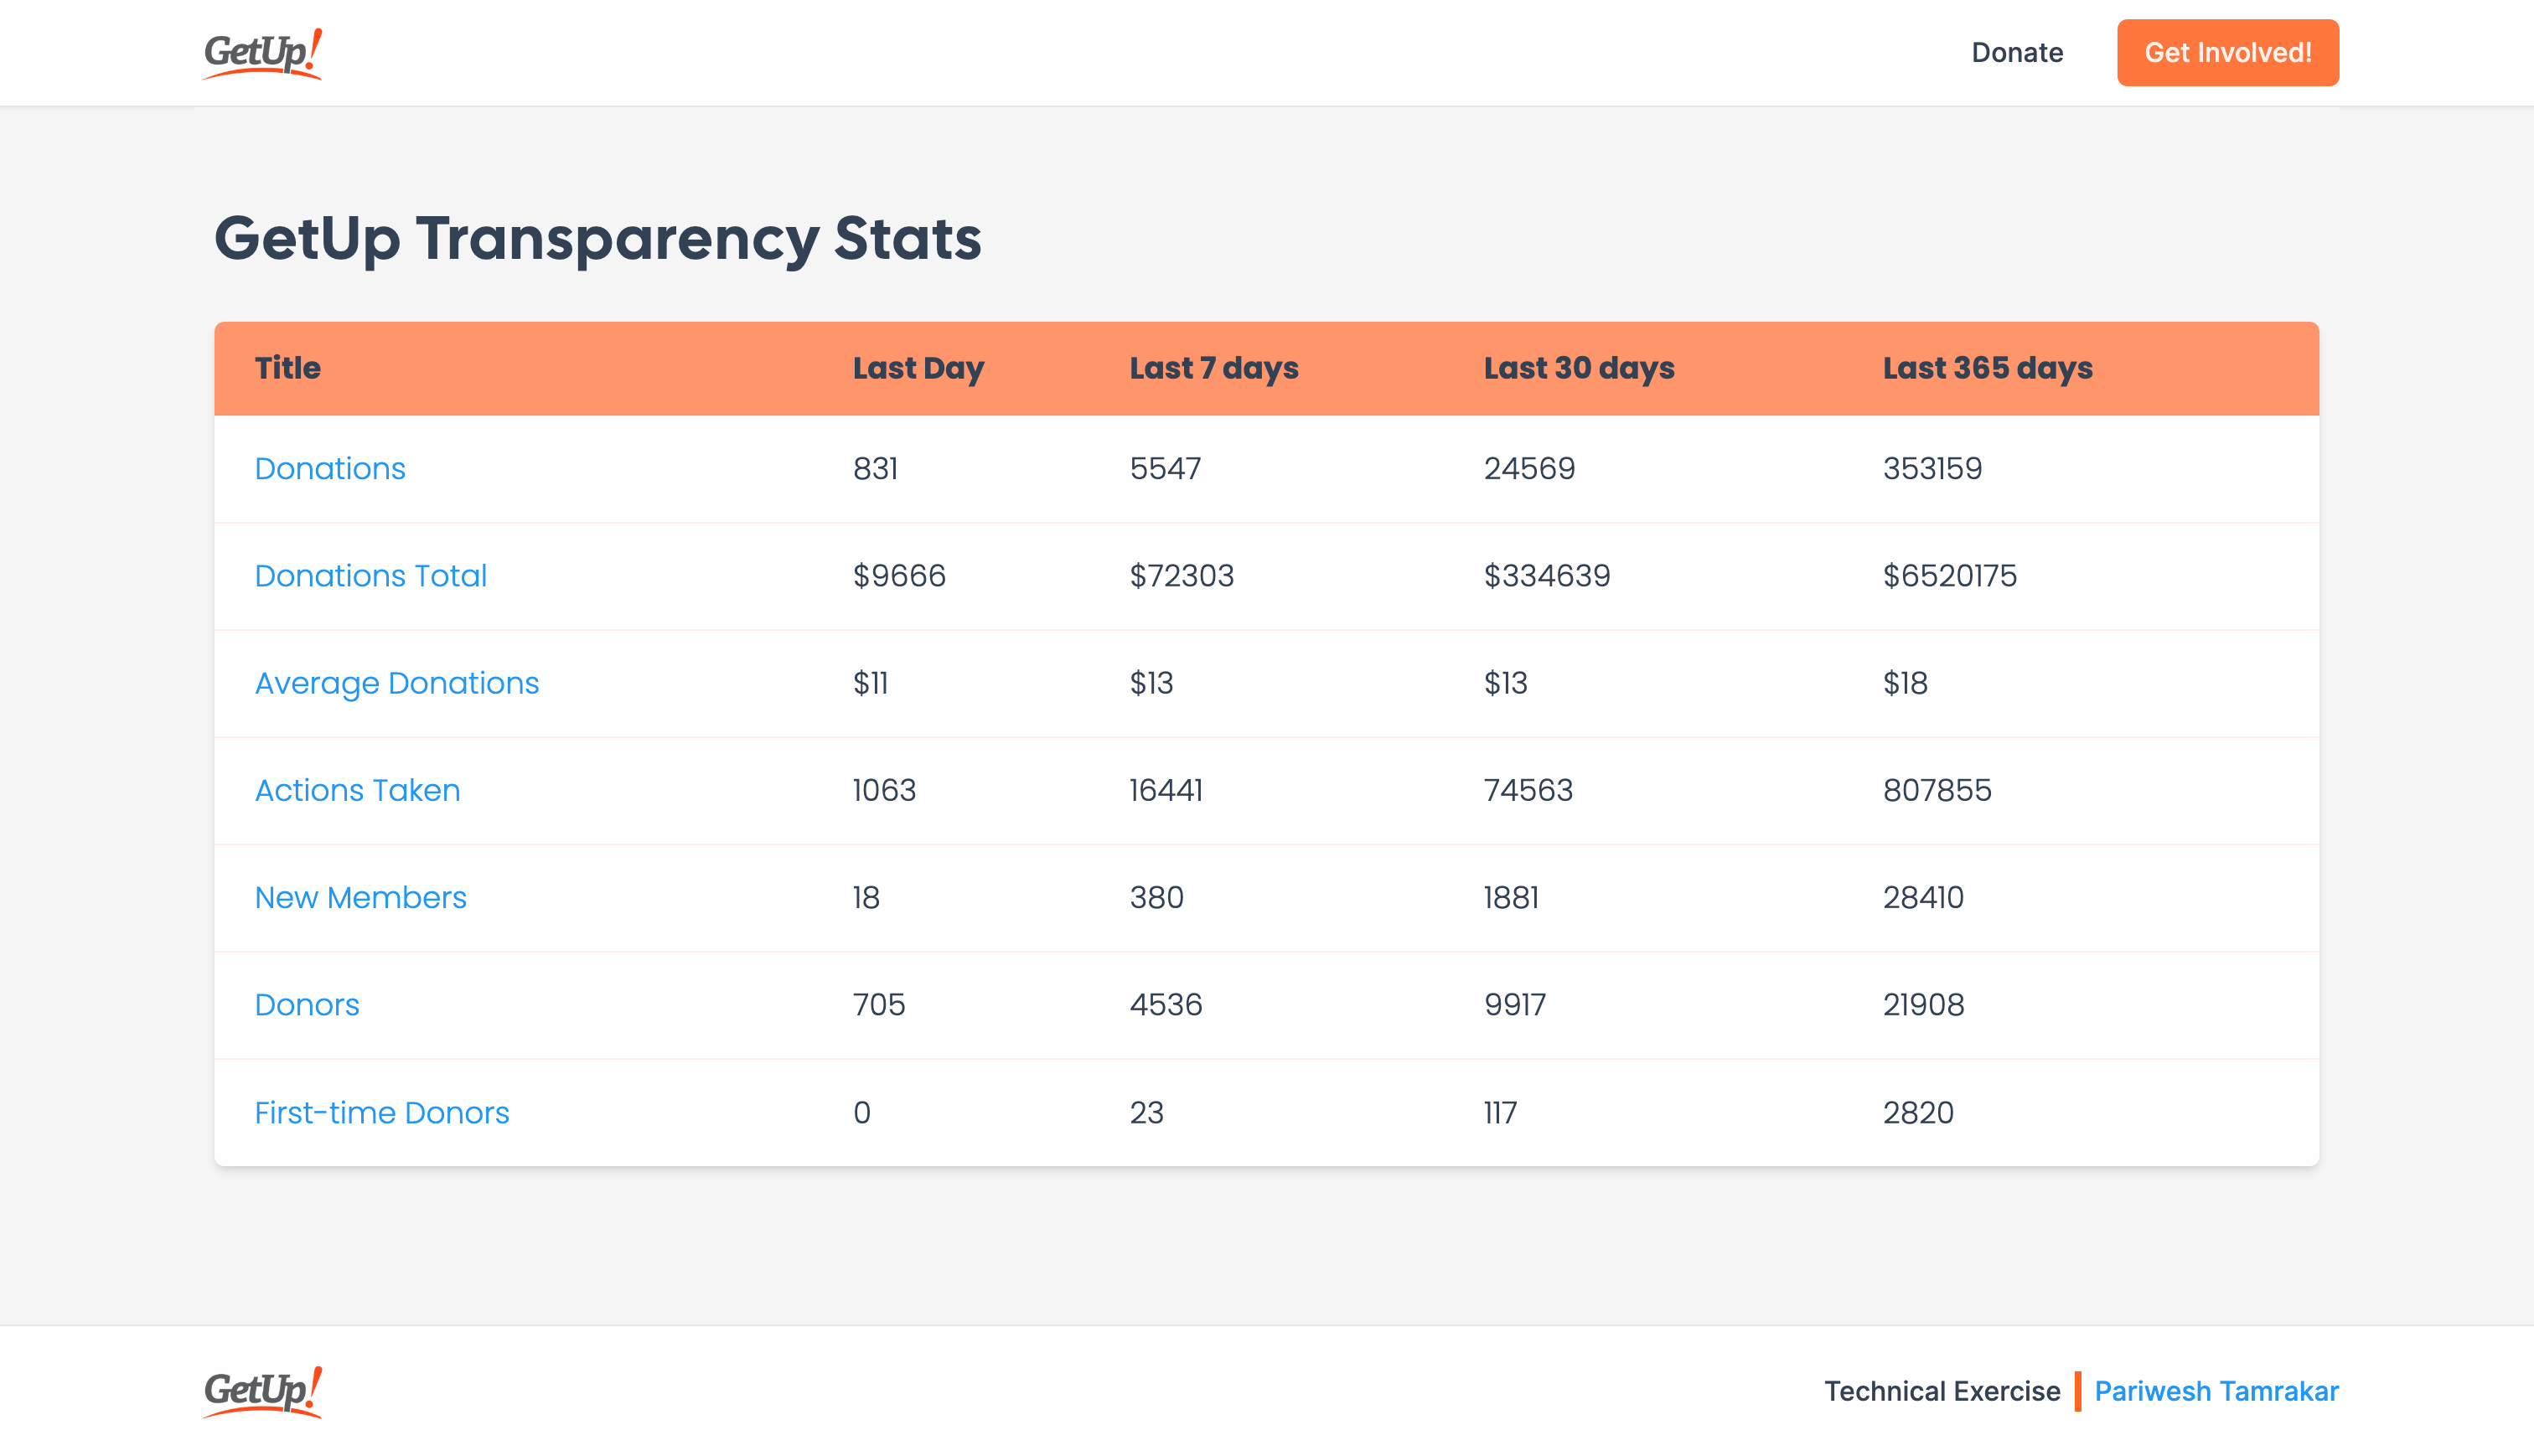 GetUp! Donate Get Involved!
GetUp Transparency Stats
Title Last Day Last 7 days Last 30 days Last 365 days
Donations 831 5547 24569 353159
Donations Total $9666 $72303 $334639 $6520175
Average Donations $11 $13 $13 $18
Actions Taken 1063 16441 74563 807855
New Members 18 380 1881 28410
Donors 705 4536 9917 21908
First-time Donors 0 23 117 2820
GetUp! Technical Exercise Pariwesh Tamrakar